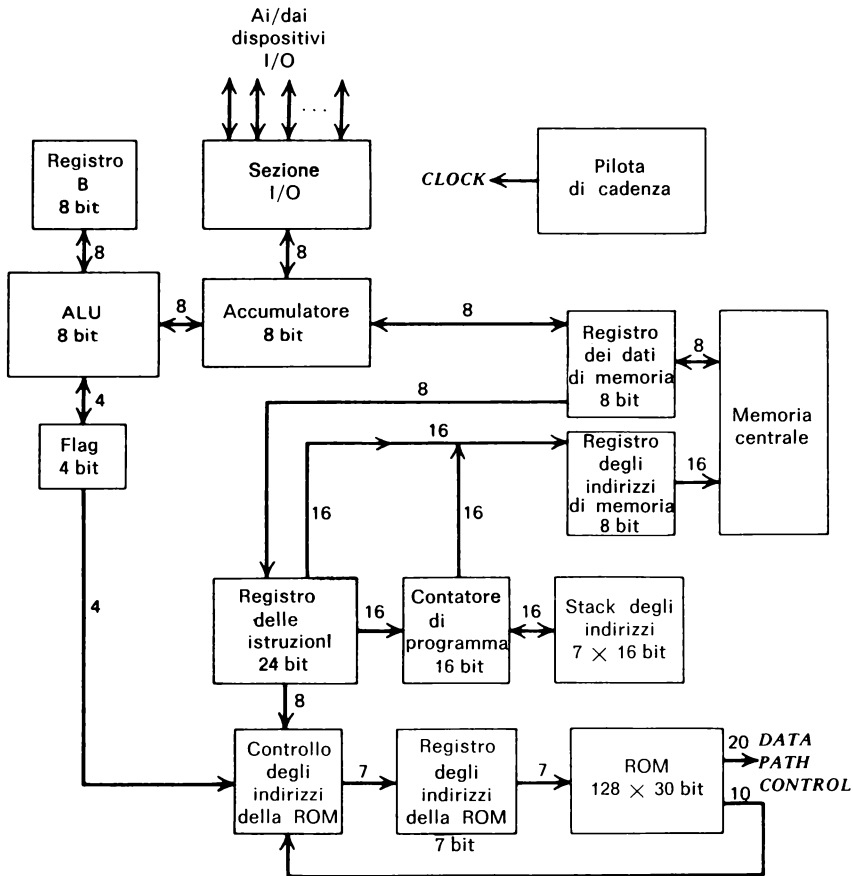 Ai/dai
dispositivi
I/O
. . .
Registro
B
8 bit
Sezione
I/O
CLOCK
Pilota
di cadenza
8
8
ALU
8 bit
8
Accumulatore
8 bit
8
Registro
dei dati
di memoria
8 bit
8
Memoria
centrale
4
8
Flag
4 bit
16
Registro
degli
indirizzi
di memoria
8 bit
16
16
16
4
Registro
delle
istruzioni
24 bit
16
Contatore
di
programma
16 bit
16
Stack degli
indirizzi
7 × 16 bit
8
Controllo
degli
indirizzi
della ROM
7
Registro
degli
indirizzi
della ROM
7 bit
7
ROM
128 × 30 bit
20
DATA
PATH
CONTROL
10